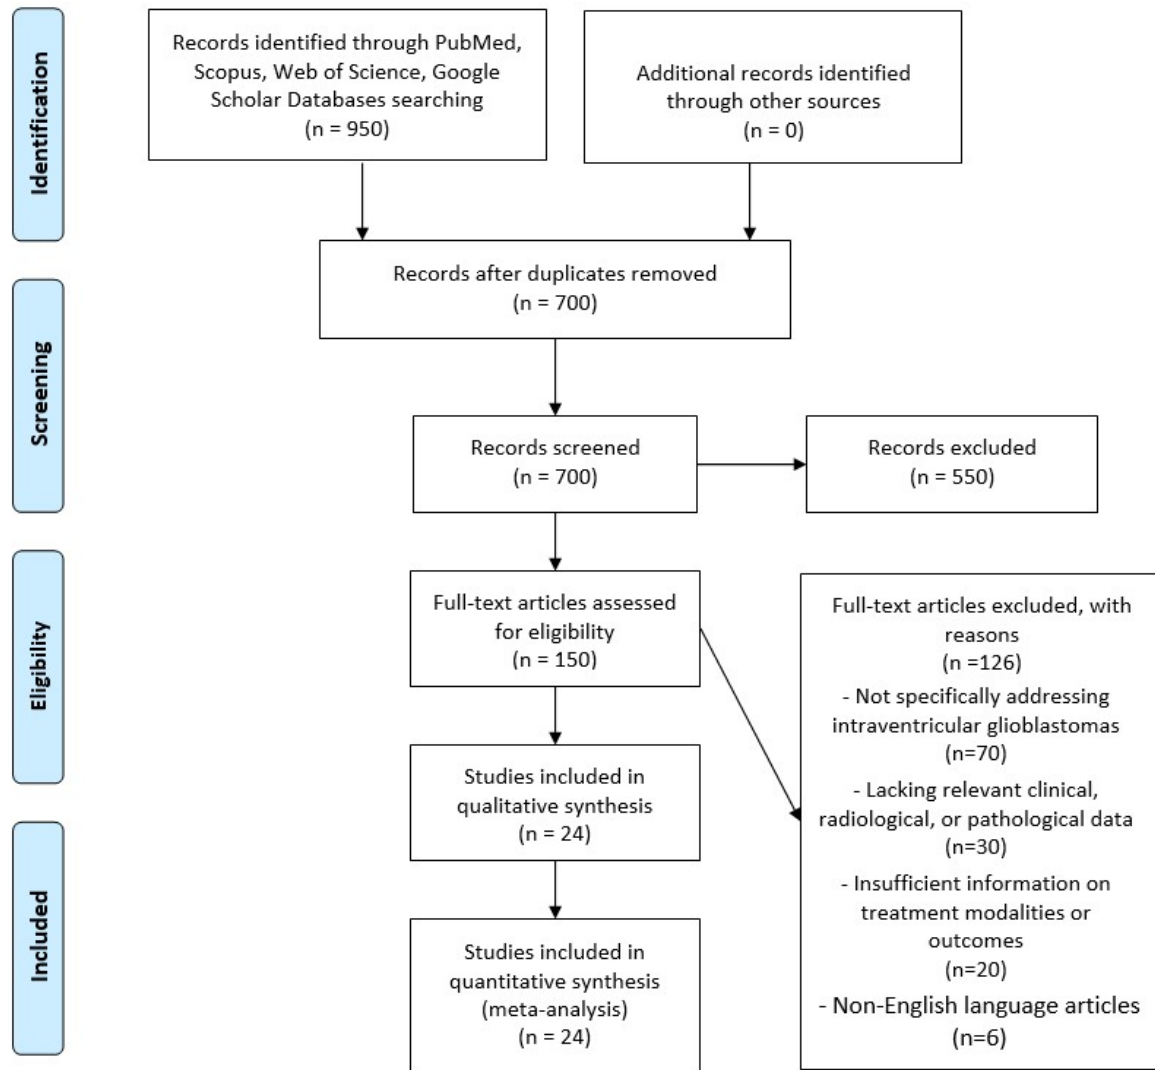 Identification
Records identified through PubMed,
Scopus, Web of Science, Google
Scholar Databases searching
(n = 950)
Additional records identified
through other sources
(n = 0)
Records after duplicates removed
(n = 700)
Screening
Records screened
(n = 700)
Records excluded
(n = 550)
Eligibility
Full-text articles assessed
for eligibility
(n = 150)
Full-text articles excluded, with
reasons
(n =126)
- Not specifically addressing
intraventricular glioblastomas
(n=70)
- Lacking relevant clinical,
radiological, or pathological data
(n=30)
- Insufficient information on
treatment modalities or
outcomes
(n=20)
- Non-English language articles
(n=6)
Studies included in
qualitative synthesis
(n = 24)
Included
Studies included in
quantitative synthesis
(meta-analysis)
(n = 24)